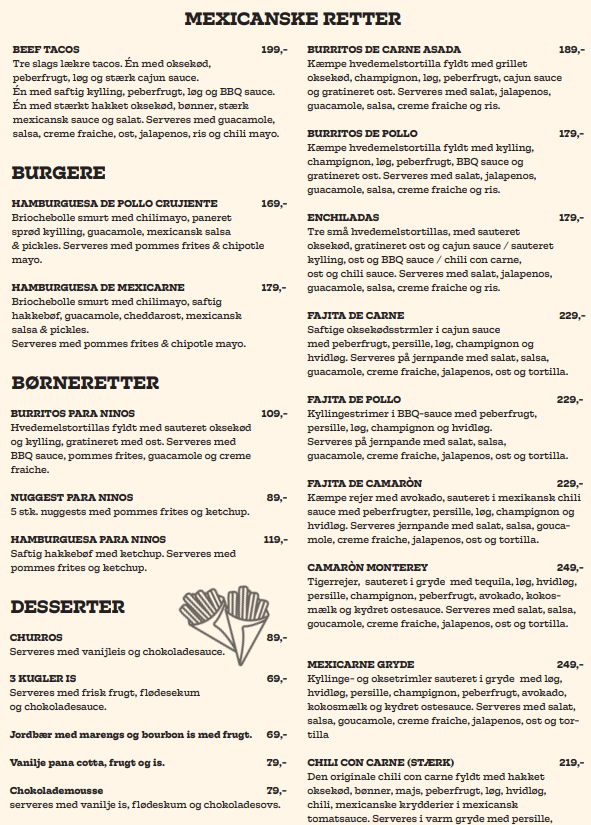 MEXICANSKE RETTER
BEEF TACOS 199,-
Tre slags lækre tacos. Én med oksekød,
peberfrugt, løg og stærk cajun sauce.
Én med saftig kylling, peberfrugt, løg og BBQ sauce.
Én med stærkt hakket oksekød, bønner, stærk
mexicansk sauce og salat. Serveres med guacamole,
salsa, creme fraiche, ost, jalapenos, ris og chili mayo.
BURGERE
HAMBURGUESA DE POLLO CRUJIENTE 169,-
Briochebolle smurt med chilimayo, paneret
sprød kyilling, guacamole, mexicansk salsa
& pickles. Serveres med pommes frites & chipotle
mayo.
HAMBURGUESA DE MEXICARNE 179,-
Briochebolle smurt med chilimayo, saftig
hakkebøf, guacamole, cheddarost, mexicansk
salsa & pickles.
Serveres med pommes frites & chipotle mayo.
BØRNERETTER
BURRITOS PARA NINOS 109,-
Hvedemelstortillas fyldt med sauteret oksekød
og kylling, gratineret med ost. Serveres med
BBQ sauce, pommes frites, guacamole og creme
fraiche.
NUGGEST PARA NINOS 89,-
5 stk. nuggests med pommes frites og ketchup.
HAMBURGUESA PARA NINOS 119,-
Saftig hakkebøf med ketchup. Serveres med
pommes frites og ketchup.
DESSERTER
CHURROS 89,-
Serveres med vanijleis og chokoladesauce.
3 KUGLER IS 69,-
Serveres med frisk frugt, flødesekum
og chokoladesauce.
Jordbær med marengs og bourbon is med frugt. 69,-
Vanilje pana cotta, frugt og is. 79,-
Chokolademousse 79,-
serveres med vanilje is, flødeskum og chokoladesovs.
BURRITOS DE CARNE ASADA 189,-
Kæmpe hvedemelstortilla fyldt med grillet
oksekød, champignon, løg, peberfrugt, cajun sauce
og gratineret ost. Serveres med salat, jalapenos,
guacamole, salsa, creme fraiche og ris.
BURRITOS DE POLLO 179,-
Kæmpe hvedemelstortilla fyldt med kylling,
champignon, løg, peberfrugt, BBQ sauce og
gratineret ost. Serveres med salat, jalapenos,
guacamole, salsa, creme fraiche og ris.
ENCHILADAS 179,-
Tre små hvedemelstortillas, med sauteret
oksekød, gratineret ost og cajun sauce / sauteret
kylling, ost og BBQ sauce / chili con carne,
ost og chili sauce. Serveres med salat, jalapenos,
guacamole, salsa, creme fraiche og ris.
FAJITA DE CARNE 229,-
Saftige oksekødsstrmler i cajun sauce
med peberfrugt, persille, løg, champignon og
hvidløg. Serveres på jernpande med salat, salsa,
guacamole, creme fraiche, jalapenos, ost og tortilla.
FAJITA DE POLLO 229,-
Kyllingestrimer i BBQ-sauce med peberfrugt,
persille, løg, champignon og hvidløg.
Serveres på jernpande med salat, salsa,
guacamole, creme fraiche, jalapenos, ost og tortilla.
FAJITA DE CAMARÒN 229,-
Kæmpe rejer med avokado, sauteret i mexikansk chili
sauce med peberfrugter, persille, løg, champignon og
hvidløg. Serveres jernpande med salat, salsa, gouca-
mole, creme fraiche, jalapenos, ost og tortilla.
CAMARÒN MONTEREY 249,-
Tigerrejer, sauteret i gryde med tequila, løg, hvidløg,
persille, champignon, peberfrugt, avokado, kokos-
mælk og kydret ostesauce. Serveres med salat, salsa,
goucamole, creme fraiche, jalapenos, ost og tortilla.
MEXICARNE GRYDE 249,-
Kyllinge- og oksetrimler sauteret i gryde med løg,
hvidløg, persille, champignon, peberfrugt, avokado,
kokosmælk og kydret ostesauce. Serveres med salat,
salsa, goucamole, creme fraiche, jalapenos, ost og tor-
tilla
CHILI CON CARNE (STÆRK) 219,-
Den originale chili con carne fyldt med hakket
oksekød, bønner, majs, peberfrugt, løg, hvidløg,
chili, mexicanske krydderier i mexicansk
tomatsauce. Serveres i varm gryde med persille,